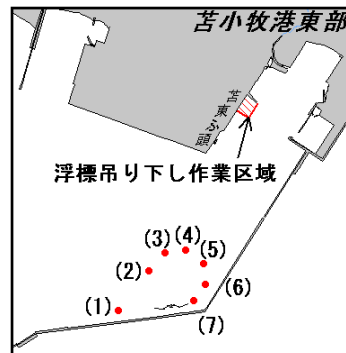 苫小牧港東部
苫東ふ頭
浮標吊り下し作業区域
(4)
(3)
(5)
(2)
(6)
(1)
(7)